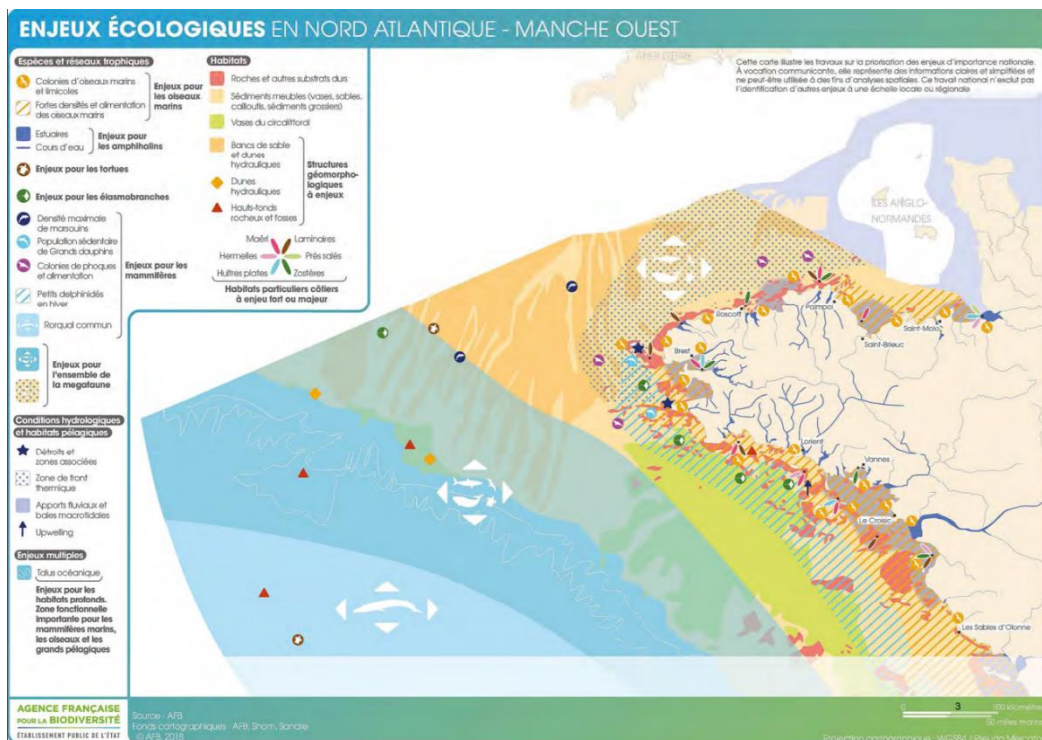 ENJEUX ÉCOLOGIQUES EN NORD ATLANTIQUE - MANCHE OUEST
Espèces et réseaux trophiques
Colonies d'oiseaux marins
et limicoles
Fortes densités et alimentation
des oiseaux marins
Enjeux pour
les oiseaux
marins
Estuaires
Cours d'eau
Enjeux pour
les amphihalins
Enjeux pour les tortues
Enjeux pour les élasmobranches
Densité maximale
de marsouins
Population sédentaire
de Grands dauphins
Colonies de phoques
et alimentation
Petits delphinidés
en hiver
Rorqual commun
Enjeux pour les
mammifères
Enjeux pour
l'ensemble de
la megafaune
Conditions hydrologiques
et habitats pélagiques
Détroits et
zones associées
Zone de front
thermique
Apports fluviaux et
baies macrotidales
Upwelling
Enjeux multiples
Talus océanique
Enjeux pour les
habitats profonds.
Zone fonctionnelle
importante pour les
mammifères marins,
les oiseaux et les
grands pélagiques
Habitats
Roches et autres substrats durs
Sédiments meubles (vases, sables,
cailloutis, sédiments grossiers)
Vases du circalittoral
Bancs de sable
et dunes
hydrauliques
Dunes
hydrauliques
Hauts-fonds
rocheux et fosses
Structures
géomorpho-
logiques
à enjeux
Maërl
Laminaires
Hermelles
Prés salés
Huîtres plates
Zostères
Habitats particuliers côtiers
à enjeu fort ou majeur
Cette carte illustre les travaux sur la priorisation des enjeux d'importance nationale.
À vocation communicante, elle représente des informations claires et simplifiées et
ne peut être utilisée à des fins d'analyses spatiales. Ce travail national n'exclut pas
l'identification d'autres enjeux à une échelle locale ou régionale
ANGLETERRE
ÎLES ANGLO-
NORMANDES
Roscoff
Paimpol
Saint-Malo
Saint-Brieuc
Brest
Lorient
Vannes
Le Croisic
Les Sables d'Olonne
AGENCE FRANÇAISE
POUR LA BIODIVERSITÉ
ÉTABLISSEMENT PUBLIC DE L'ÉTAT
Source : AFB
Fonds cartographiques : AFB, Shom, Sandre
© AFB, 2018
0
3
100 kilomètres
50 milles marins
Projection cartographique : WGS84 / Pseudo Mercator